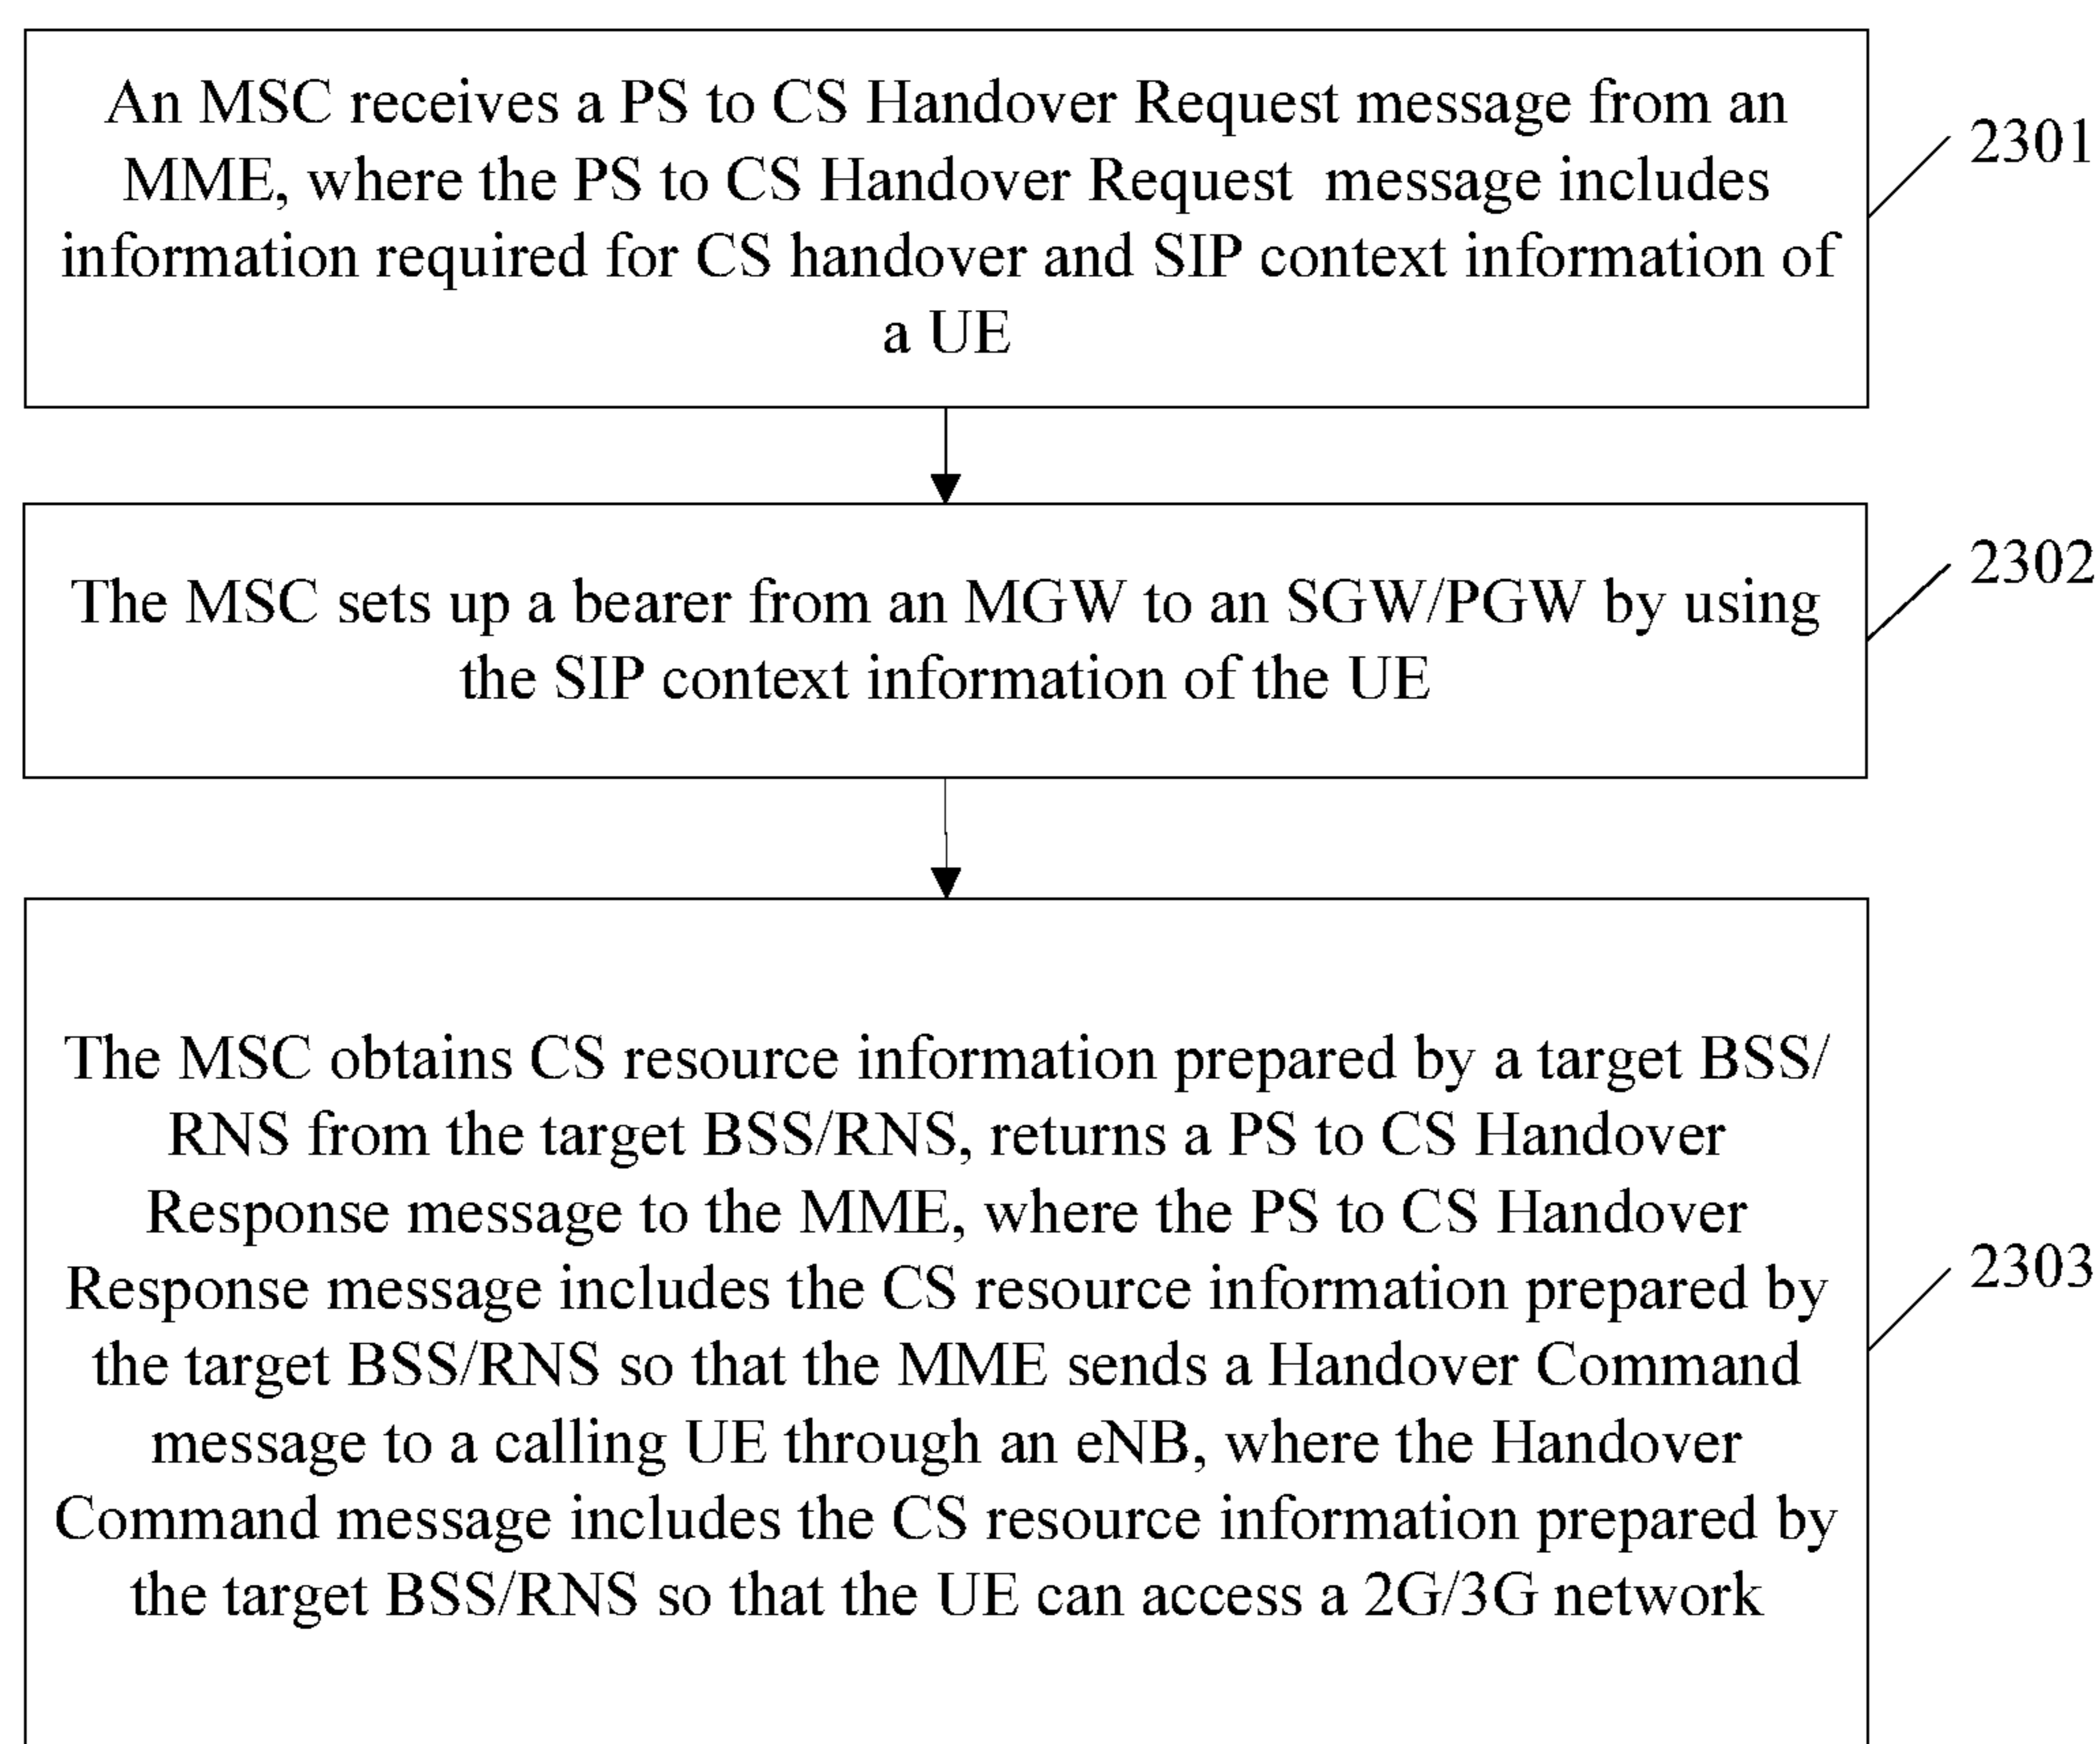 An MSC receives a PS to CS Handover Request message from an
MME, where the PS to CS Handover Request message includes
information required for CS handover and SIP context information of
a UE
2301
The MSC sets up a bearer from an MGW to an SGW/PGW by using
the SIP context information of the UE
2302
The MSC obtains CS resource information prepared by a target BSS/
RNS from the target BSS/RNS, returns a PS to CS Handover
Response message to the MME, where the PS to CS Handover
Response message includes the CS resource information prepared by
the target BSS/RNS so that the MME sends a Handover Command
message to a calling UE through an eNB, where the Handover
Command message includes the CS resource information prepared by
the target BSS/RNS so that the UE can access a 2G/3G network
2303